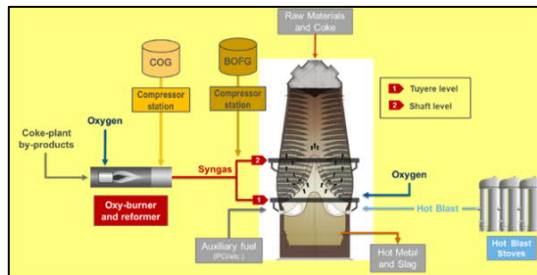 Raw Materials
and Coke
COG
BOFG
Compressor
station
Compressor
station
1 Tuyere level
2 Shaft level
Coke-plant
by-products
Oxygen
Syngas
2
1
Oxygen
Hot Blast
Oxy-burner
and reformer
Auxiliary fuel
(PCI/etc.)
Hot Metal
and Slag
Hot Blast
Stoves